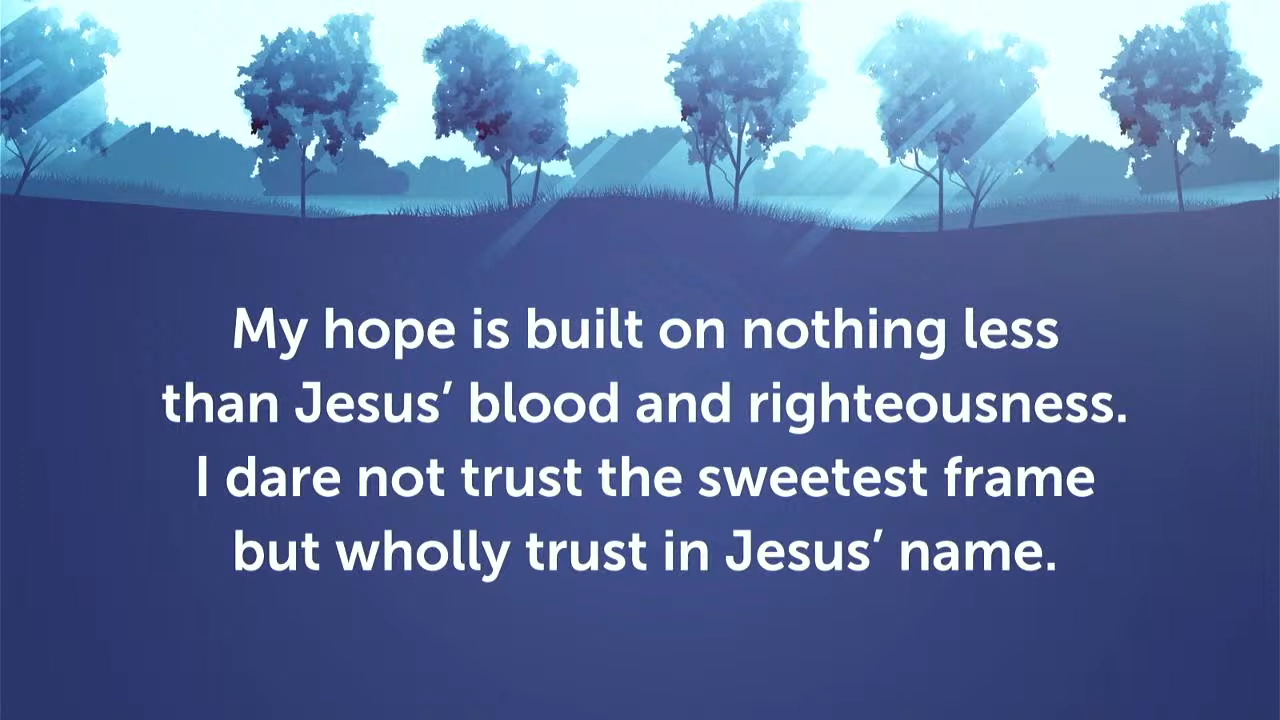 My hope is built on nothing less
than Jesus’ blood and righteousness.
I dare not trust the sweetest frame
but wholly trust in Jesus’ name.